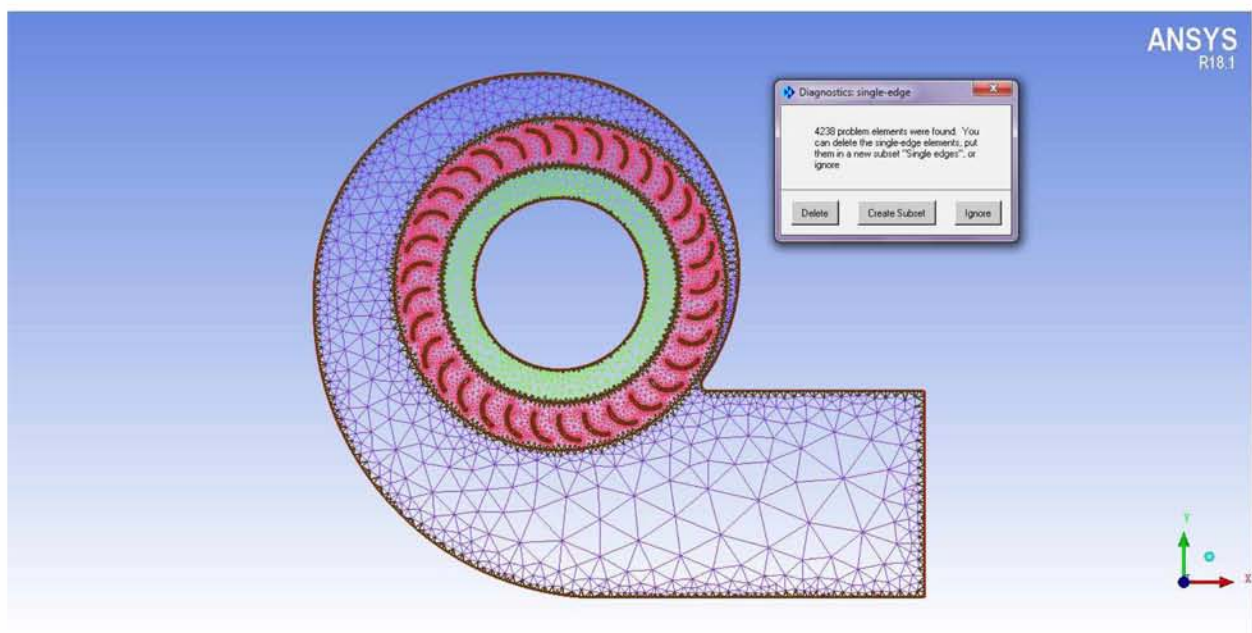 ANSYS
R18.1
Diagnostics: single-edge
4238 problem elements were found. You
can delete the single-edge elements, put
them in a new subset "Single edges", or
ignore
Delete
Create Subset
Ignore
Y
X